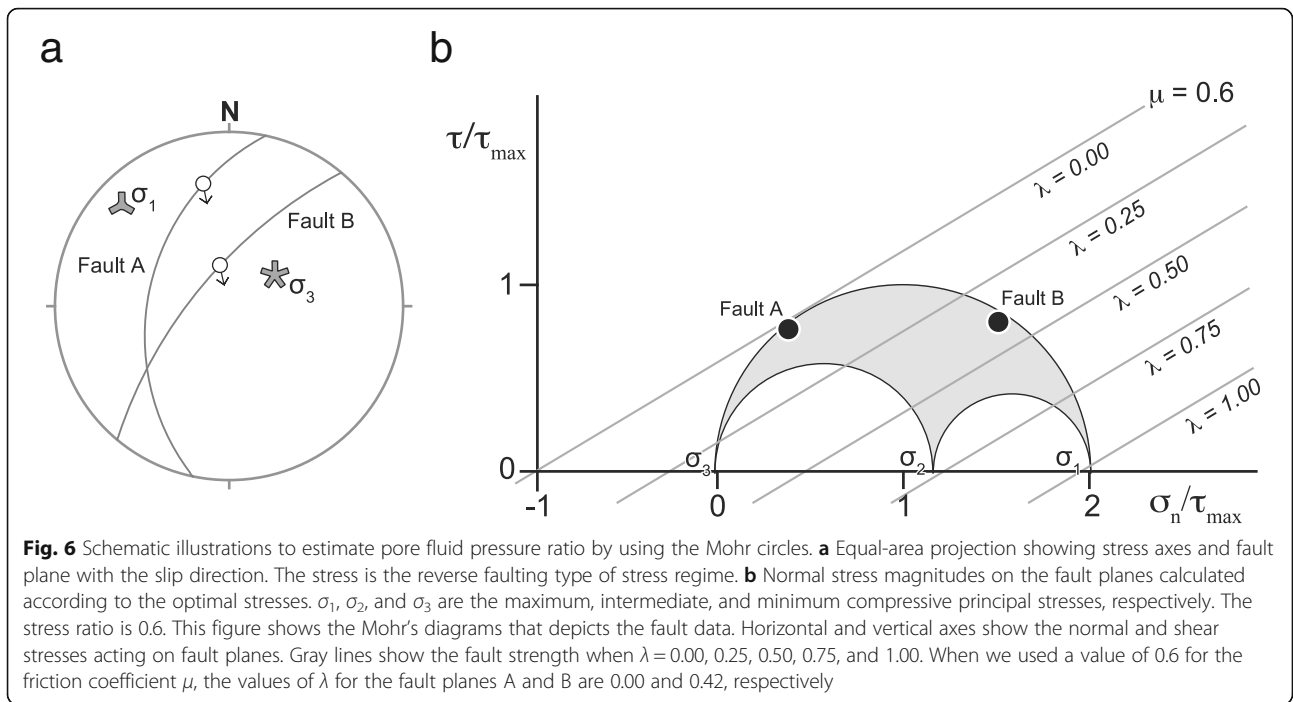 a
N
σ1
Fault B
Fault A
σ3
b
μ = 0.6
τ/τmax
λ = 0.00
λ = 0.25
λ = 0.50
λ = 0.75
λ = 1.00
1
Fault A
Fault B
0
σ3
σ2
σ1
-1
0
1
2
σn/τmax
Fig. 6 Schematic illustrations to estimate pore fluid pressure ratio by using the Mohr circles. a Equal-area projection showing stress axes and fault
plane with the slip direction. The stress is the reverse faulting type of stress regime. b Normal stress magnitudes on the fault planes calculated
according to the optimal stresses. σ1, σ2, and σ3 are the maximum, intermediate, and minimum compressive principal stresses, respectively. The
stress ratio is 0.6. This figure shows the Mohr's diagrams that depicts the fault data. Horizontal and vertical axes show the normal and shear
stresses acting on fault planes. Gray lines show the fault strength when λ = 0.00, 0.25, 0.50, 0.75, and 1.00. When we used a value of 0.6 for the
friction coefficient μ, the values of λ for the fault planes A and B are 0.00 and 0.42, respectively